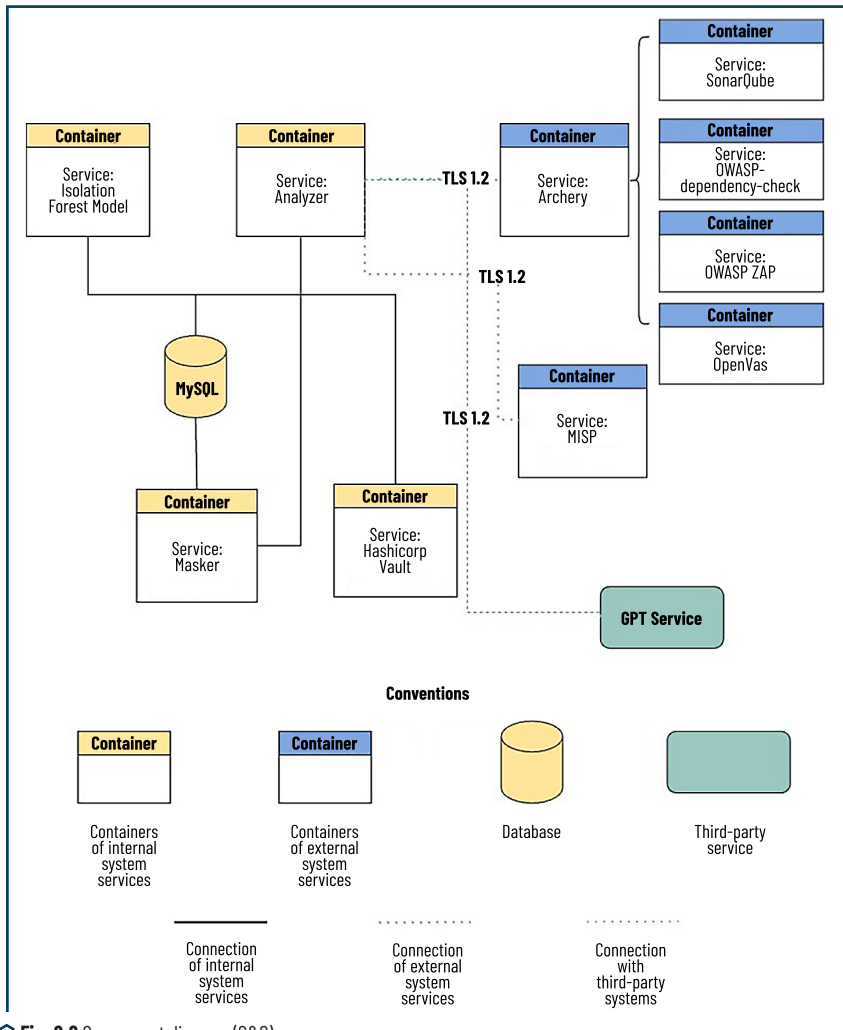 Container
Service:
SonarQube
Container
Service:
Isolation
Forest Model
Container
Service:
Analyzer
TLS 1.2
Container
Service:
Archery
Container
Service:
OWASP-
dependency-check
Container
Service:
OWASP ZAP
TLS 1.2
Container
Service:
OpenVas
MySQL
TLS 1.2
Container
Service:
MISP
Container
Service:
Masker
Container
Service:
Hashicorp
Vault
GPT Service
Conventions
Container
Containers
of internal
system
services
Container
Containers
of external
system
services
Database
Third-party
service
Connection
of internal
system
services
Connection
of external
system
services
Connection
with
third-party
systems